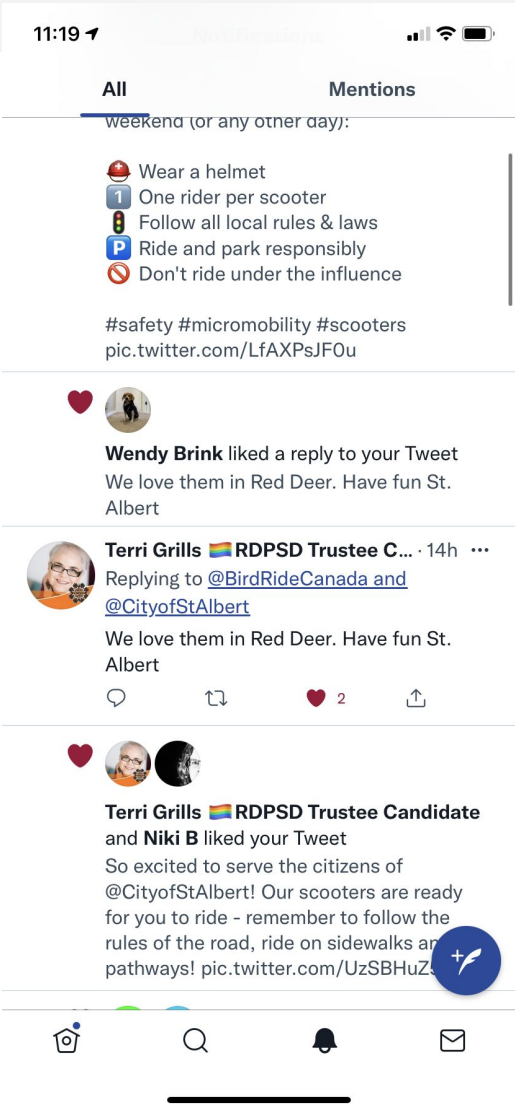 11:19
All Mentions
weekend (or any other day):
Wear a helmet
1 One rider per scooter
Follow all local rules & laws
P Ride and park responsibly
Don't ride under the influence
#safety #micromobility #scooters
pic.twitter.com/LfAXPsJF0u
Wendy Brink liked a reply to your Tweet
We love them in Red Deer. Have fun St.
Albert
Terri Grills 🏳️‍🌈RDPSD Trustee C... · 14h
Replying to @BirdRideCanada and
@CityofStAlbert
We love them in Red Deer. Have fun St.
Albert
2
Terri Grills 🏳️‍🌈RDPSD Trustee Candidate
and Niki B liked your Tweet
So excited to serve the citizens of
@CityofStAlbert! Our scooters are ready
for you to ride - remember to follow the
rules of the road, ride on sidewalks
pathways!